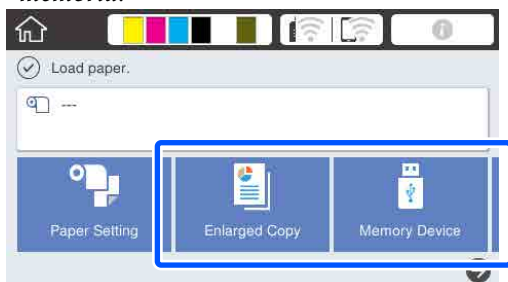 Load paper.
---
Paper Setting
Enlarged Copy
Memory Device